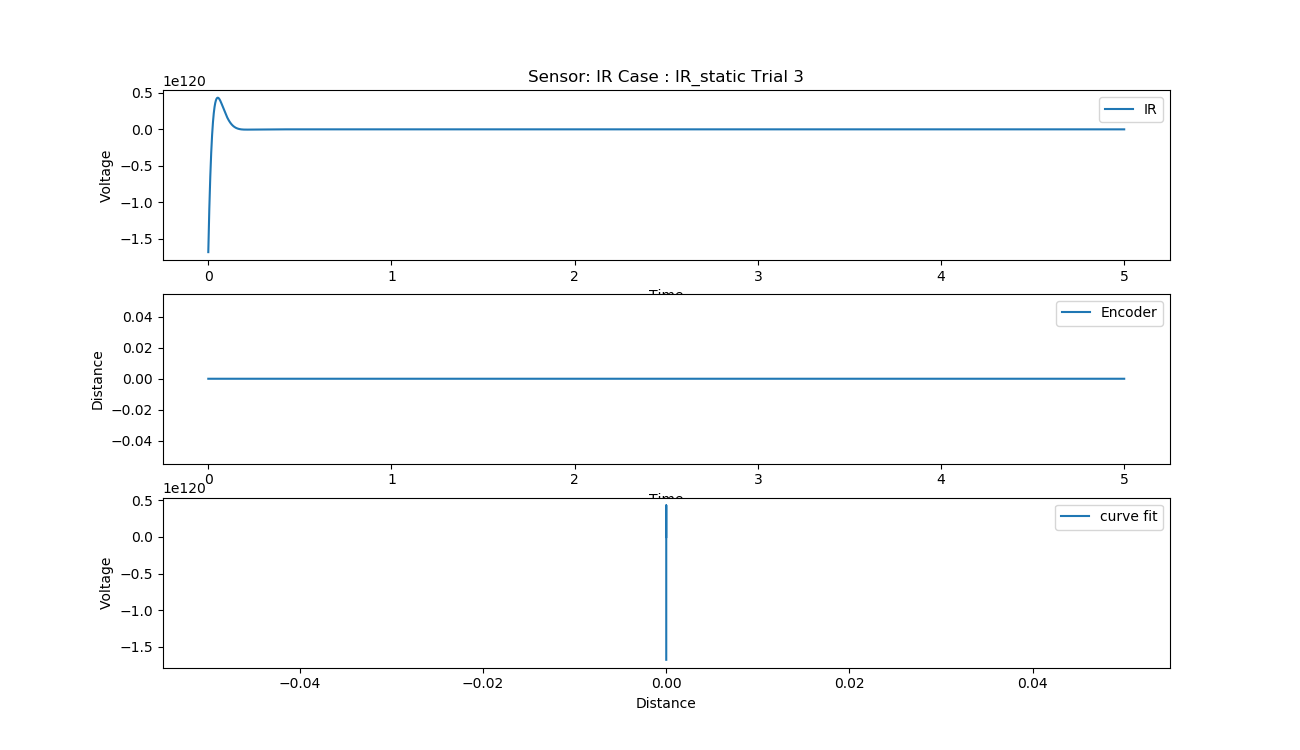 Sensor: IR Case : IR_static Trial 3
1e120
0.5
0.0
−0.5
−1.0
−1.5
Voltage
IR
0 1 2 3 4 5
Time
0.04
0.02
0.00
−0.02
−0.04
Distance
Encoder
0 1 2 3 4 5
Time
1e120
0.5
0.0
−0.5
−1.0
−1.5
Voltage
curve fit
−0.04 −0.02 0.00 0.02 0.04
Distance